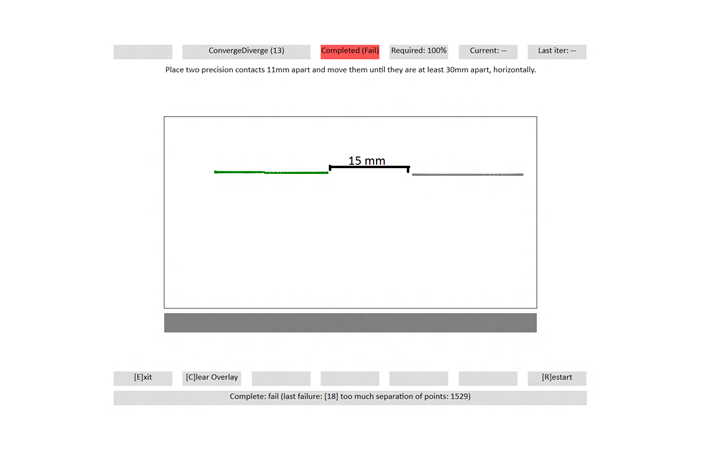 ConvergeDiverge (13)
Completed (Fail)
Required: 100%
Current: --
Last iter: --
Place two precision contacts 11mm apart and move them until they are at least 30mm apart, horizontally.
15 mm
[E]xit
[C]lear Overlay
[R]estart
Complete: fail (last failure: [18] too much separation of points: 1529)